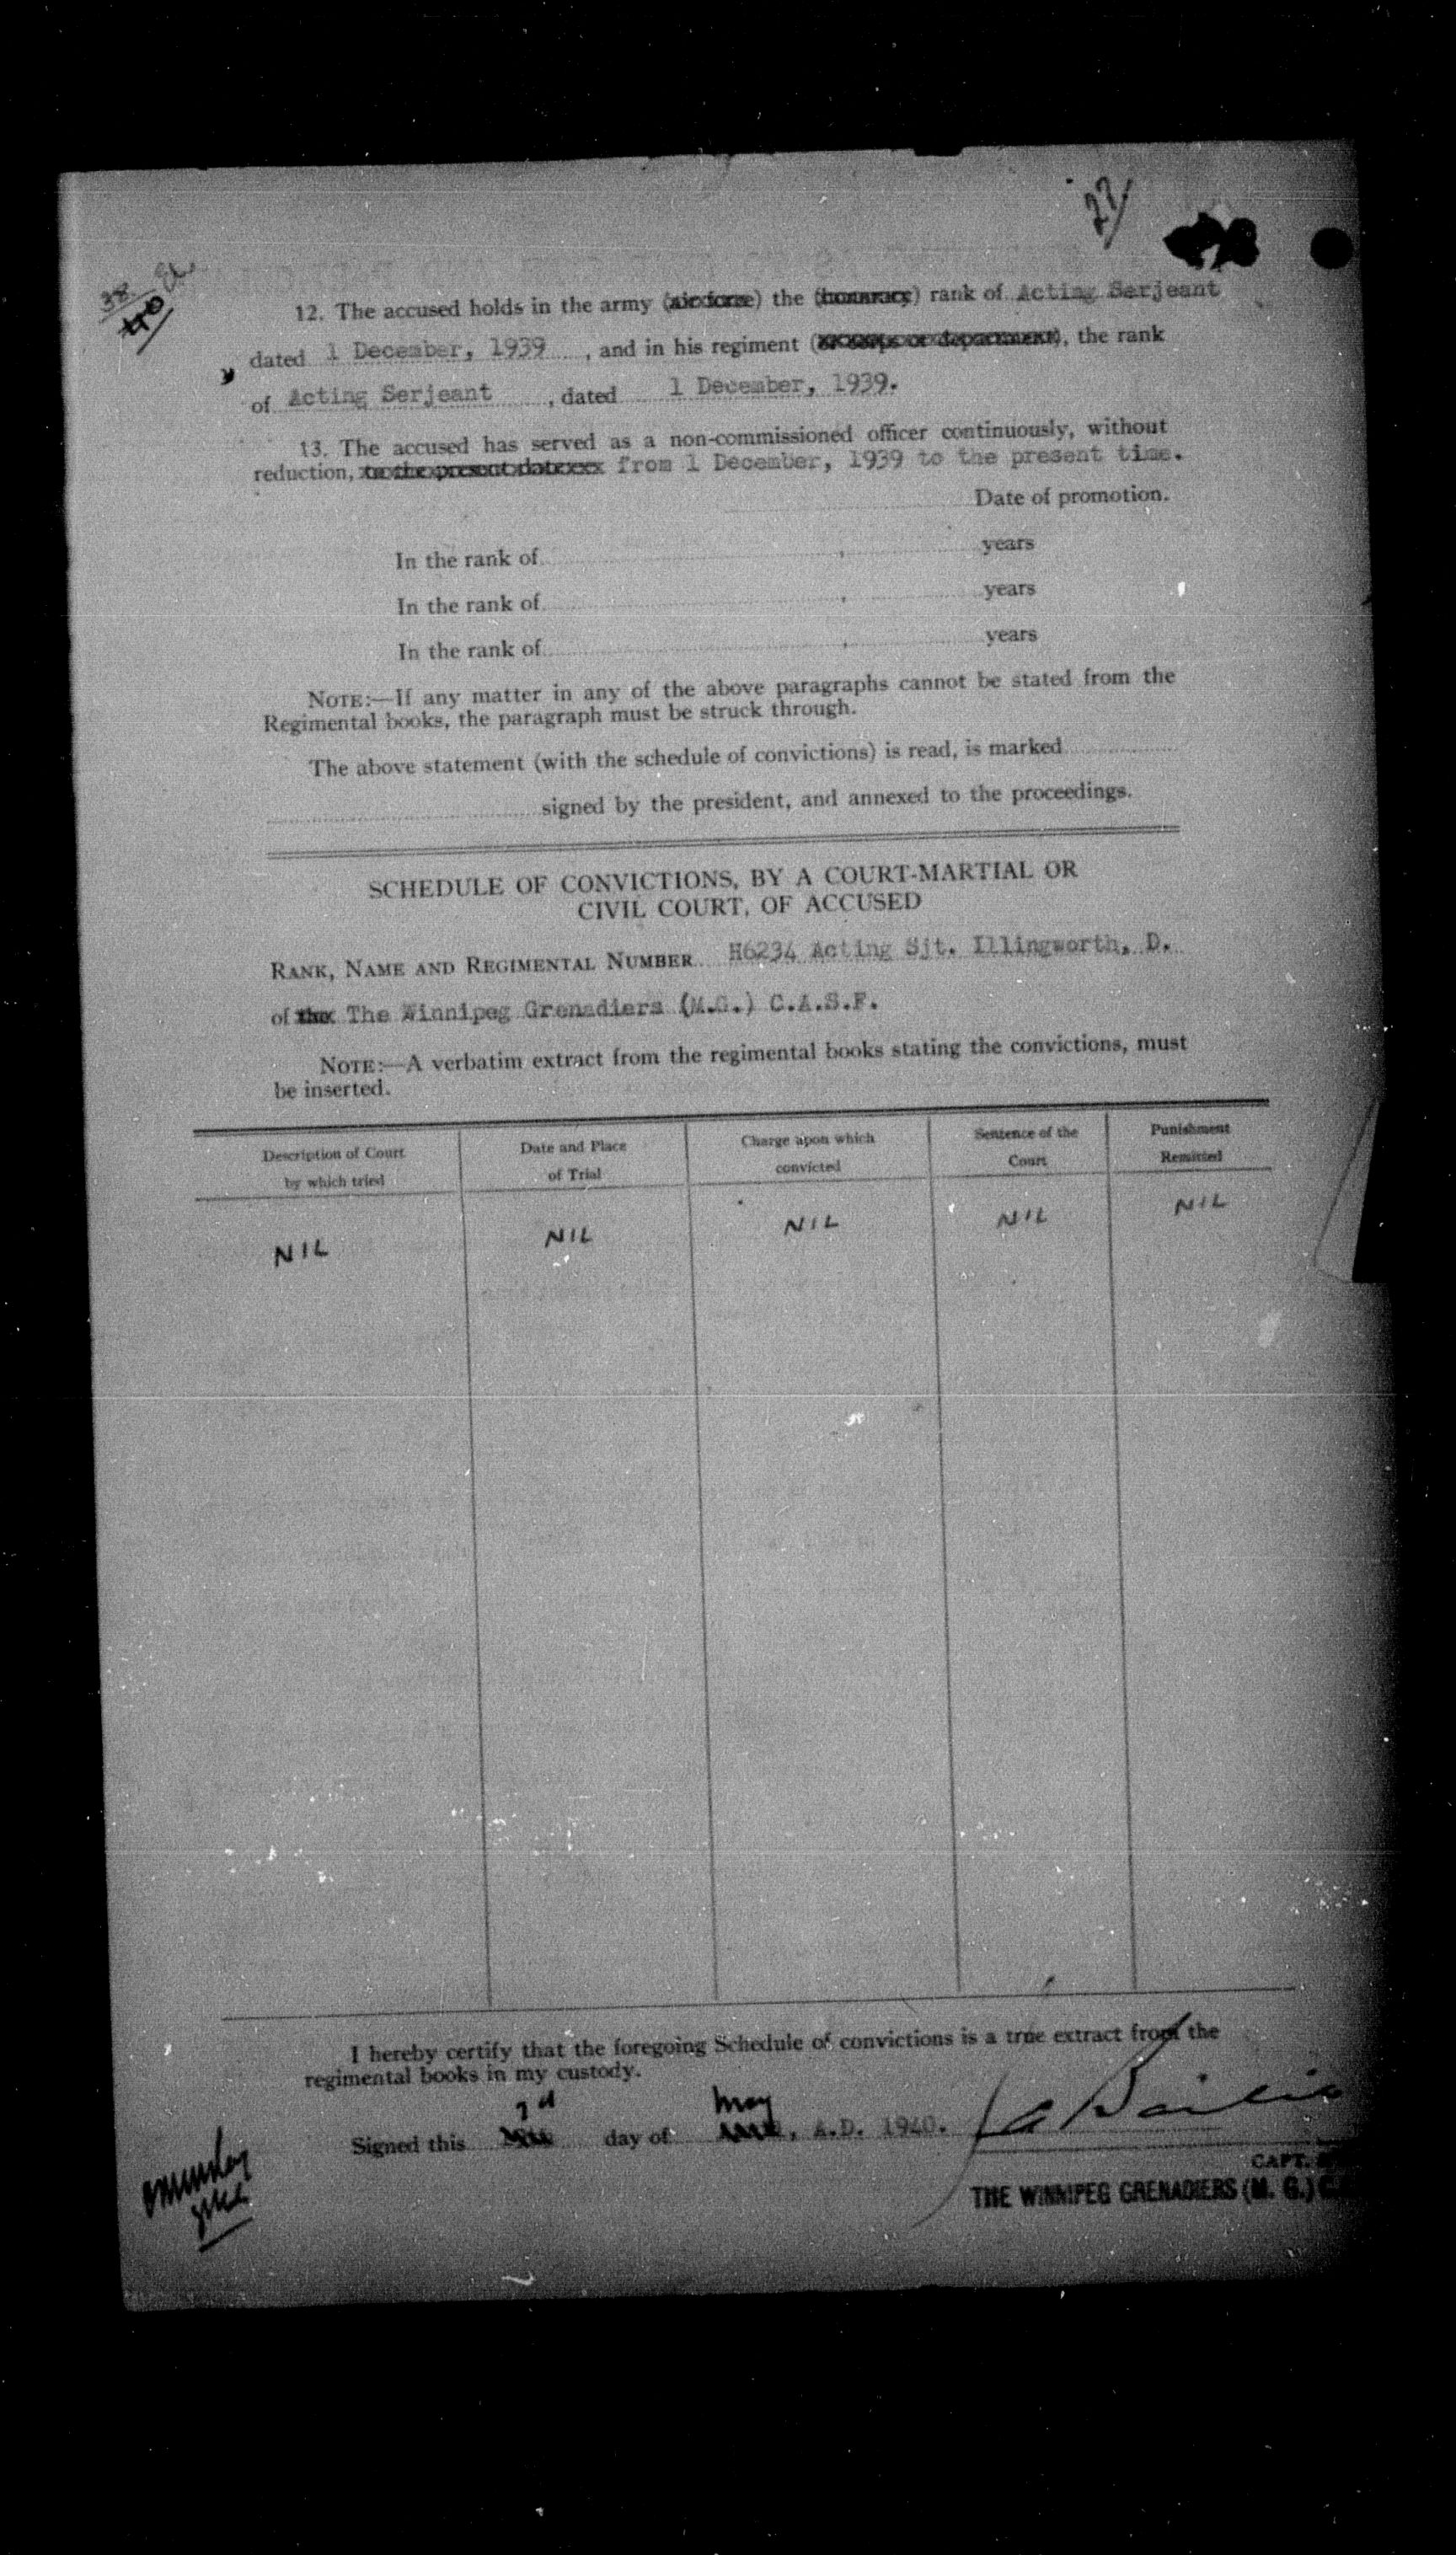 27/
38
40
12. The accused holds in the army (air force) the (honorary) rank of Acting Serjeant
dated 1 December, 1939, and in his regiment (or corps or department), the rank
of Acting Serjeant, dated 1 December, 1939.
13. The accused has served as a non-commissioned officer continuously, without
reduction, to the present date xxx from 1 December, 1939 to the present time.
Date of promotion.
In the rank of , years
In the rank of , years
In the rank of , years
NOTE:—If any matter in any of the above paragraphs cannot be stated from the
Regimental books, the paragraph must be struck through.
The above statement (with the schedule of convictions) is read, is marked
signed by the president, and annexed to the proceedings.
SCHEDULE OF CONVICTIONS, BY A COURT-MARTIAL OR
CIVIL COURT, OF ACCUSED
RANK, NAME AND REGIMENTAL NUMBER H6234 Acting Sjt. Illingworth, D.
of the The Winnipeg Grenadiers (M.G.) C.A.S.F.
NOTE:—A verbatim extract from the regimental books stating the convictions, must
be inserted.
Description of Court by which tried
Date and Place of Trial
Charge upon which convicted
Sentence of the Court
Punishment Remitted
NIL NIL NIL NIL NIL
I hereby certify that the foregoing Schedule of convictions is a true extract from the
regimental books in my custody.
Signed this day of May, A.D. 1940.
CAPT.
THE WINNIPEG GRENADIERS (M. G.)